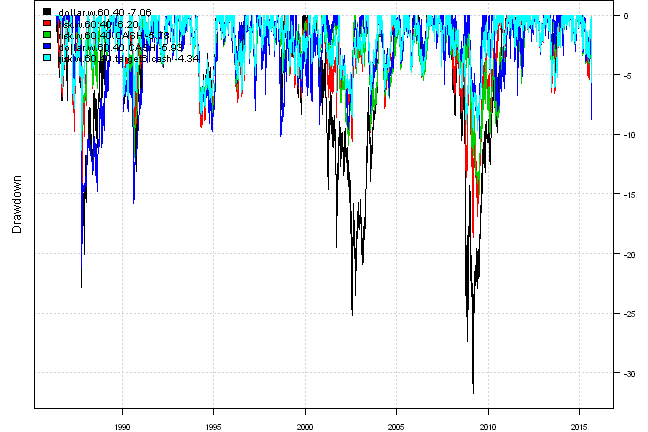 dollar.w.60.40 -7.06
risk.w.60.40 -6.20
risk.w.60.40.CASH -5.78
dollar.w.60.40.CASH -5.93
risk.w.60.40.target5.cash -4.34
0
-5
-10
-15
-20
-25
-30
Drawdown
1990
1995
2000
2005
2010
2015